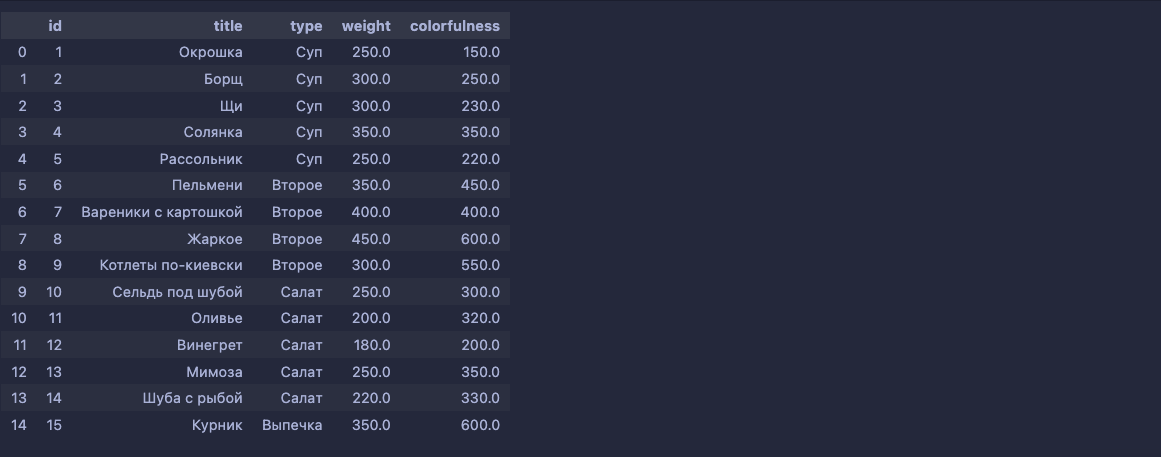 id title type weight colorfulness
0 1 Окрошка Суп 250.0 150.0
1 2 Борщ Суп 300.0 250.0
2 3 Щи Суп 300.0 230.0
3 4 Солянка Суп 350.0 350.0
4 5 Рассольник Суп 250.0 220.0
5 6 Пельмени Второе 350.0 450.0
6 7 Вареники с картошкой Второе 400.0 400.0
7 8 Жаркое Второе 450.0 600.0
8 9 Котлеты по-киевски Второе 300.0 550.0
9 10 Сельдь под шубой Салат 250.0 300.0
10 11 Оливье Салат 200.0 320.0
11 12 Винегрет Салат 180.0 200.0
12 13 Мимоза Салат 250.0 350.0
13 14 Шуба с рыбой Салат 220.0 330.0
14 15 Курник Выпечка 350.0 600.0